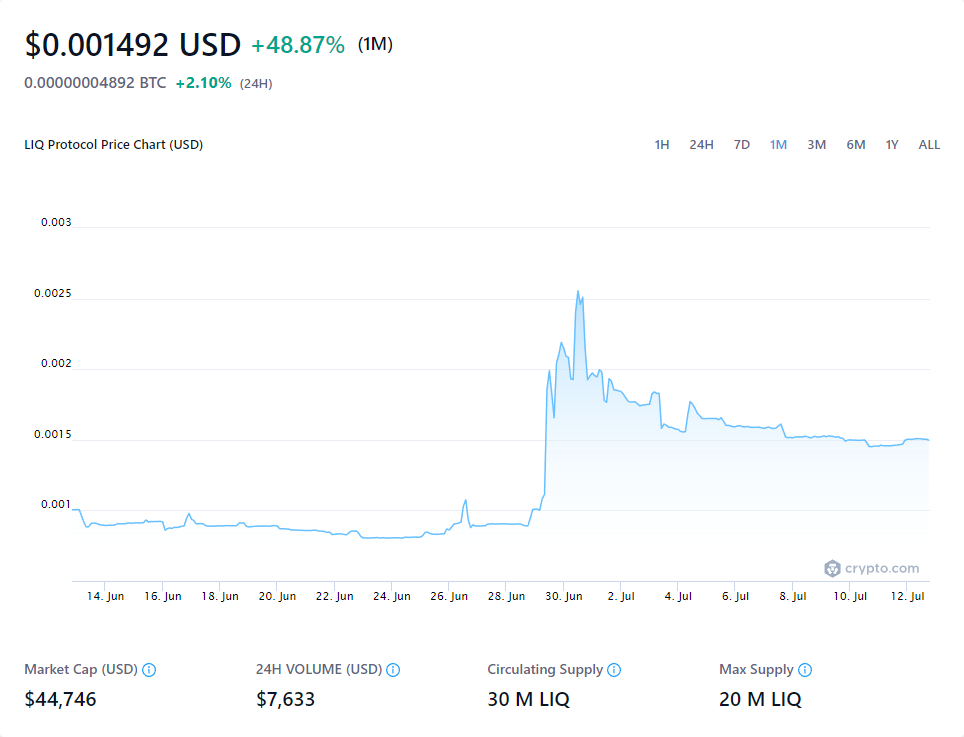 $0.001492 USD +48.87% (1M)
0.00000004892 BTC +2.10% (24H)
LIQ Protocol Price Chart (USD) 1H 24H 7D 1M 3M 6M 1Y ALL
0.003
0.0025
0.002
0.0015
0.001
crypto.com
14. Jun 16. Jun 18. Jun 20. Jun 22. Jun 24. Jun 26. Jun 28. Jun 30. Jun 2. Jul 4. Jul 6. Jul 8. Jul 10. Jul 12. Jul
Market Cap (USD) 24H VOLUME (USD) Circulating Supply Max Supply
$44,746 $7,633 30 M LIQ 20 M LIQ